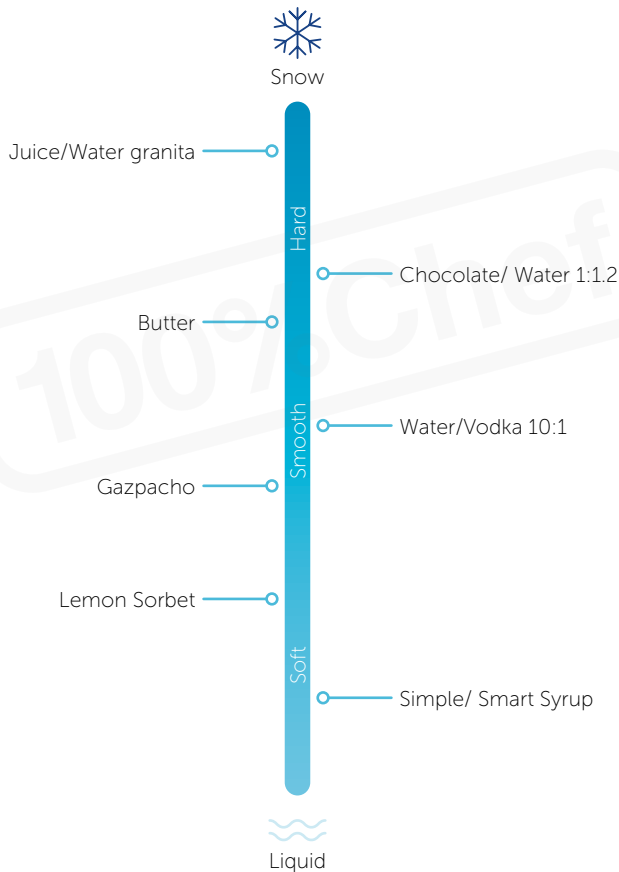 Snow
Juice/Water granita
Hard
Chocolate/ Water 1:1.2
Butter
100%Chef
Smooth
Water/Vodka 10:1
Gazpacho
Lemon Sorbet
Soft
Simple/ Smart Syrup
Liquid